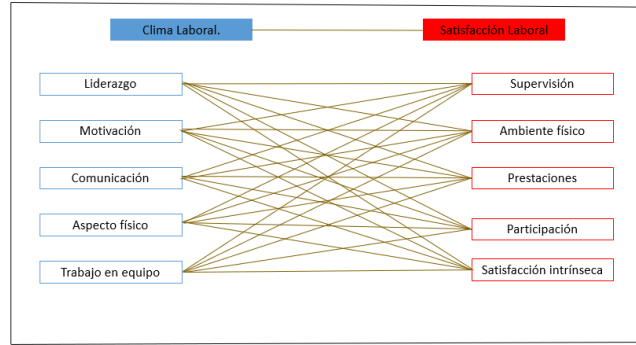 Clima Laboral.
Satisfacción Laboral
Liderazgo
Supervisión
Motivación
Ambiente físico
Comunicación
Prestaciones
Aspecto físico
Participación
Trabajo en equipo
Satisfacción intrínseca